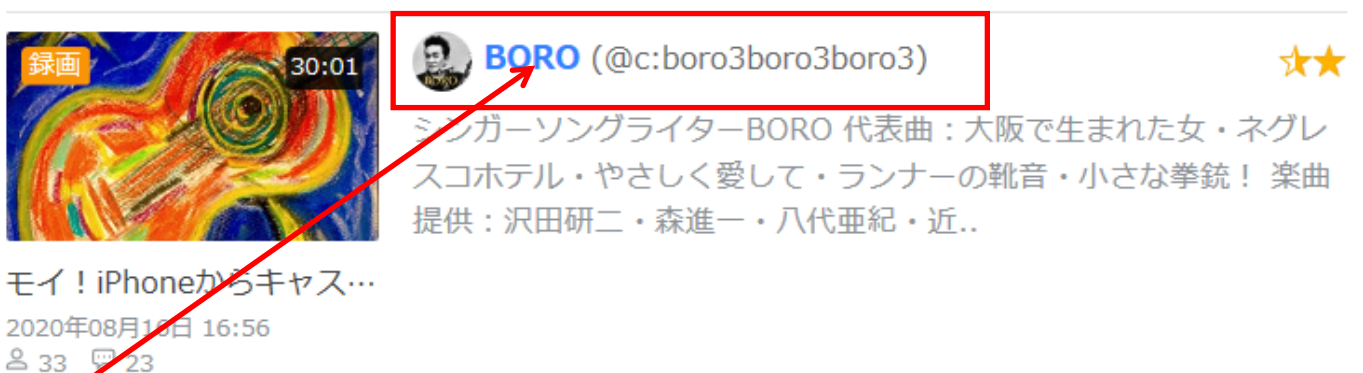 録画
30:01
BORO (@c:boro3boro3boro3)
シンガーソングライターBORO 代表曲：大阪で生まれた女・ネグレ
スコホテル・やさしく愛して・ランナーの靴音・小さな拳銃！ 楽曲
提供：沢田研二・森進一・八代亜紀・近..
モイ！iPhoneからキャス…
2020年08月16日 16:56
33 23